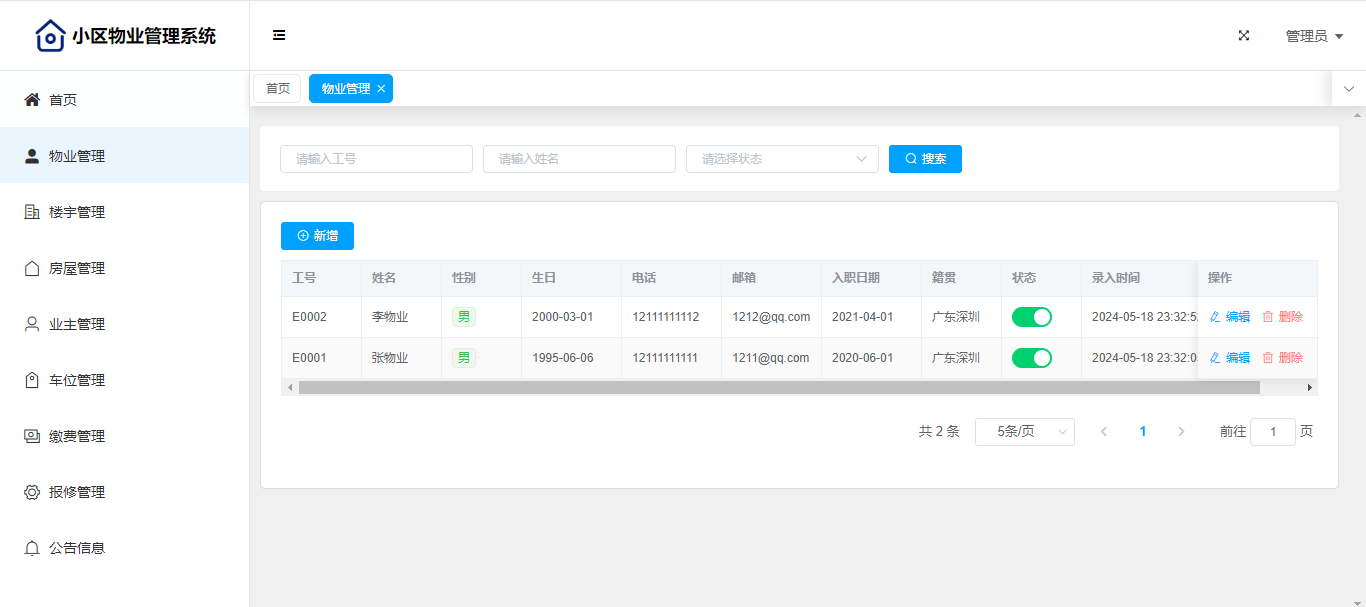 小区物业管理系统
管理员
首页
物业管理
楼宇管理
房屋管理
业主管理
车位管理
缴费管理
报修管理
公告信息
首页 物业管理
请输入工号 请输入姓名 请选择状态 搜索
新增
工号 姓名 性别 生日 电话 邮箱 入职日期 籍贯 状态 录入时间 操作
E0002 李物业 男 2000-03-01 12111111112 1212@qq.com 2021-04-01 广东深圳 2024-05-18 23:32: 编辑 删除
E0001 张物业 男 1995-06-06 12111111111 1211@qq.com 2020-06-01 广东深圳 2024-05-18 23:32: 编辑 删除
共 2 条 5条/页 1 前往 1 页